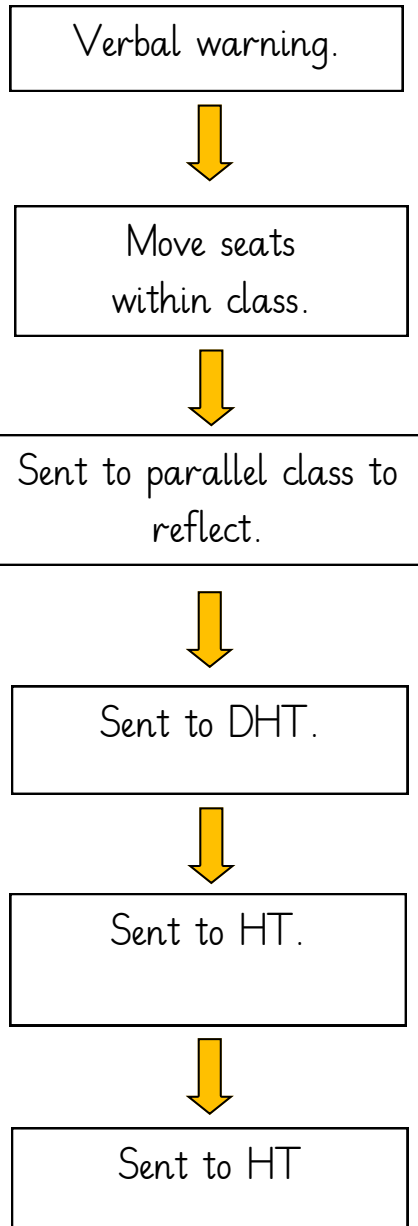 Verbal warning.
Move seats
within class.
Sent to parallel class to
reflect.
Sent to DHT.
Sent to HT.
Sent to HT